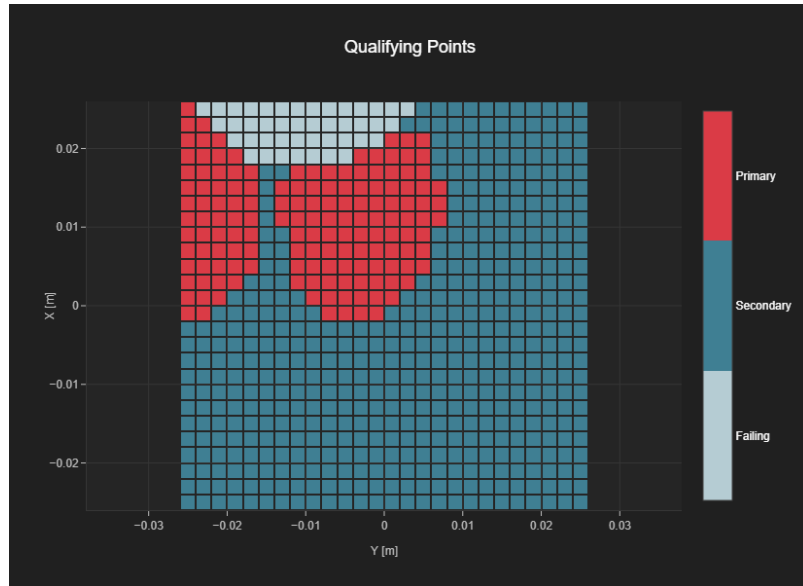 Qualifying Points
Primary
Secondary
Failing
0.02
0.01
0
−0.01
−0.02
X [m]
−0.03
−0.02
−0.01
0
0.01
0.02
0.03
Y [m]